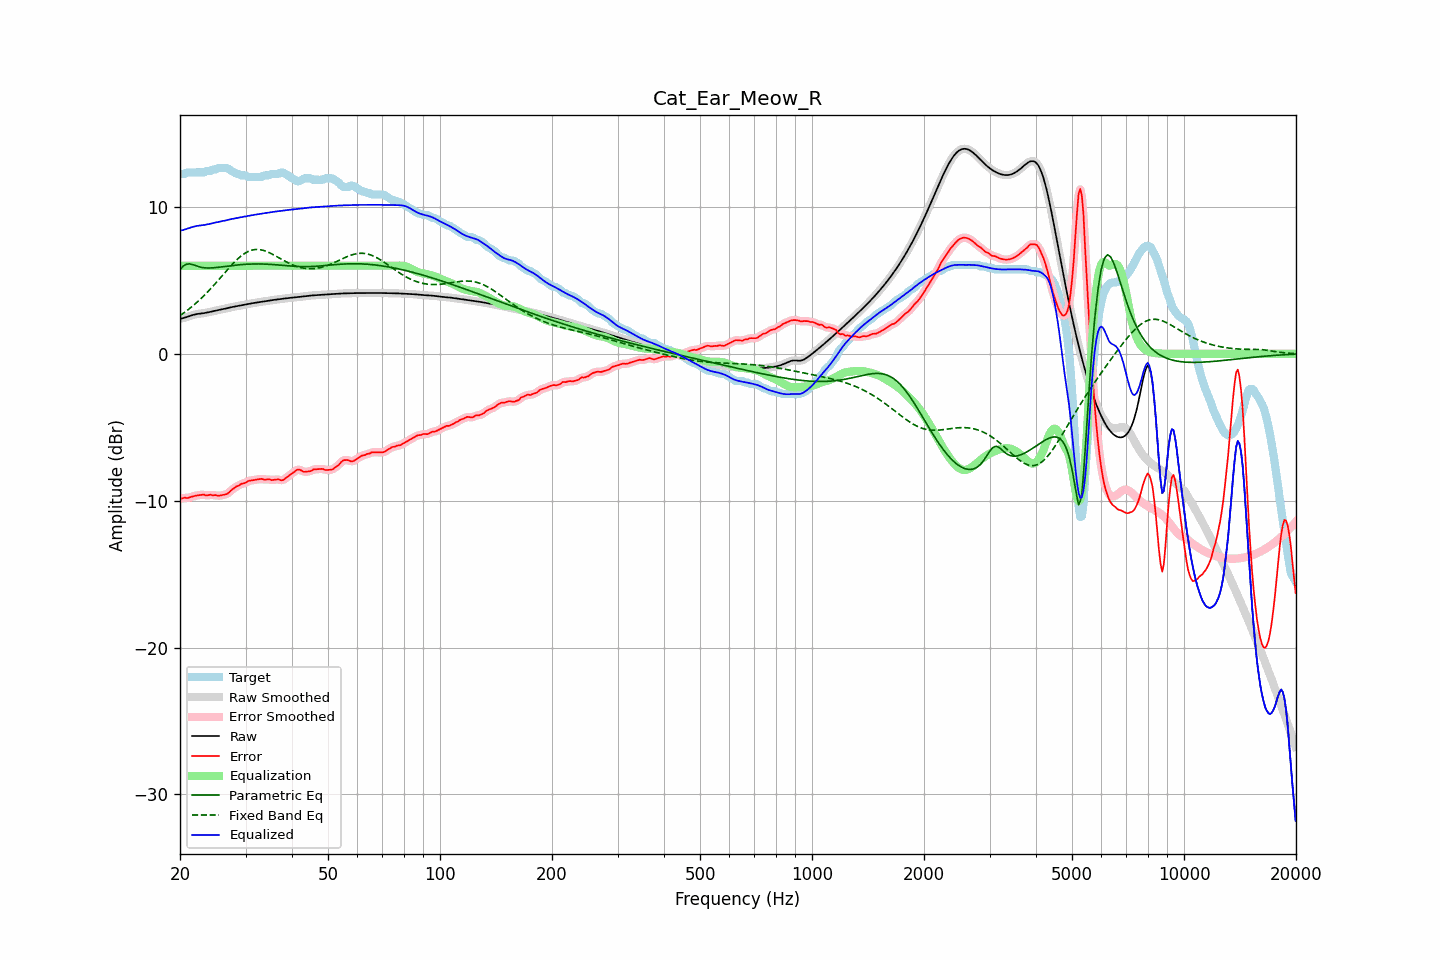 Cat_Ear_Meow_R
Amplitude (dBr)
10
0
−10
−20
−30
Target
Raw Smoothed
Error Smoothed
Raw
Error
Equalization
Parametric Eq
Fixed Band Eq
Equalized
20 50 100 200 500 1000 2000 5000 10000 20000
Frequency (Hz)